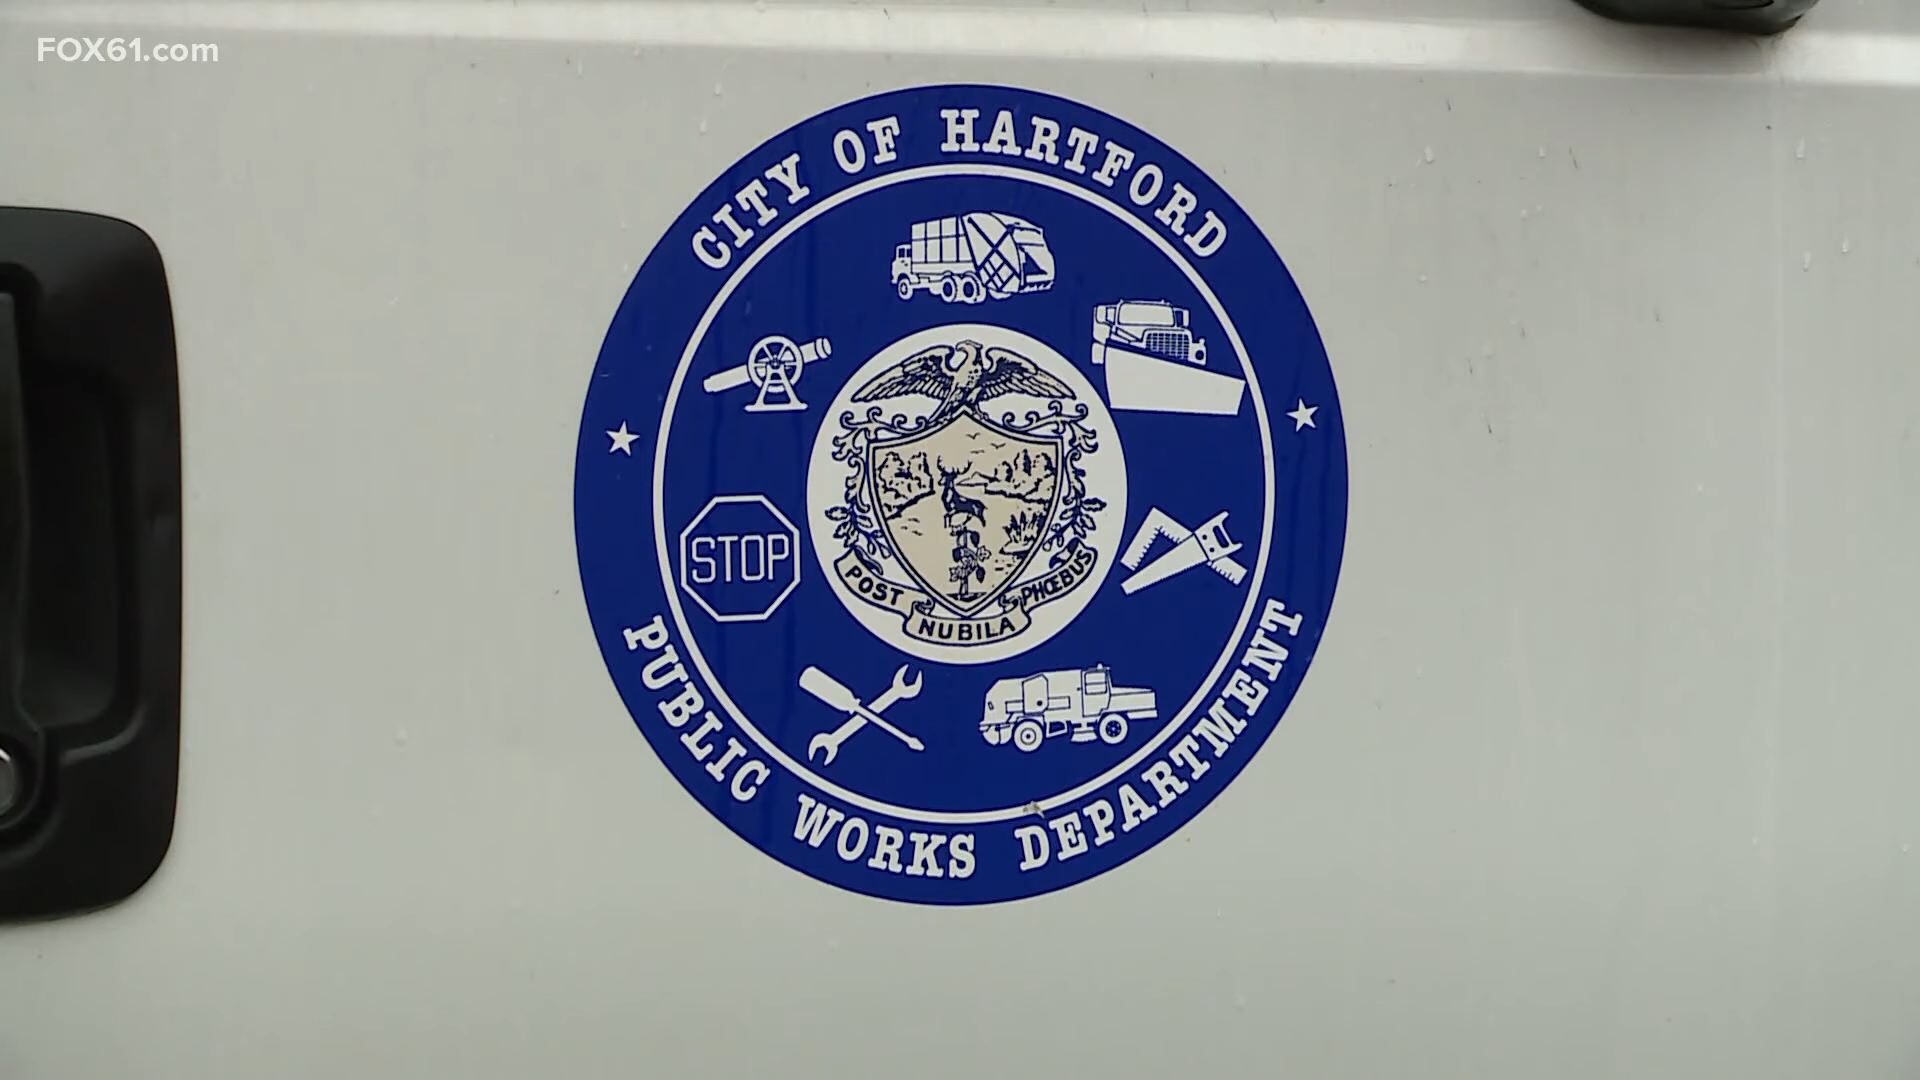 FOX61.com
CITY OF HARTFORD
STOP
POST NUBILA PHŒBUS
PUBLIC WORKS DEPARTMENT